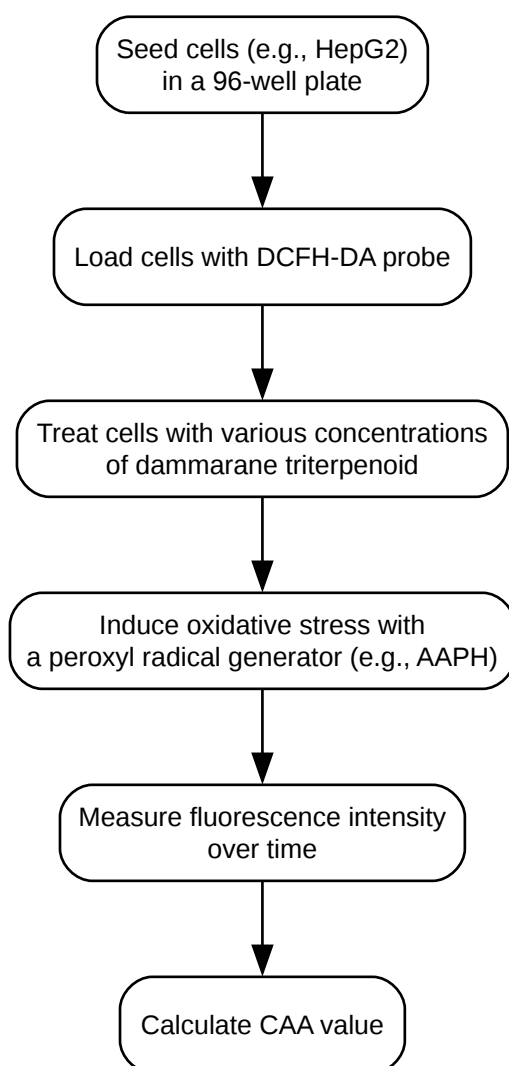 Seed cells (e.g., HepG2)
in a 96-well plate
Load cells with DCFH-DA probe
Treat cells with various concentrations
of dammarane triterpenoid
Induce oxidative stress with
a peroxyl radical generator (e.g., AAPH)
Measure fluorescence intensity
over time
Calculate CAA value